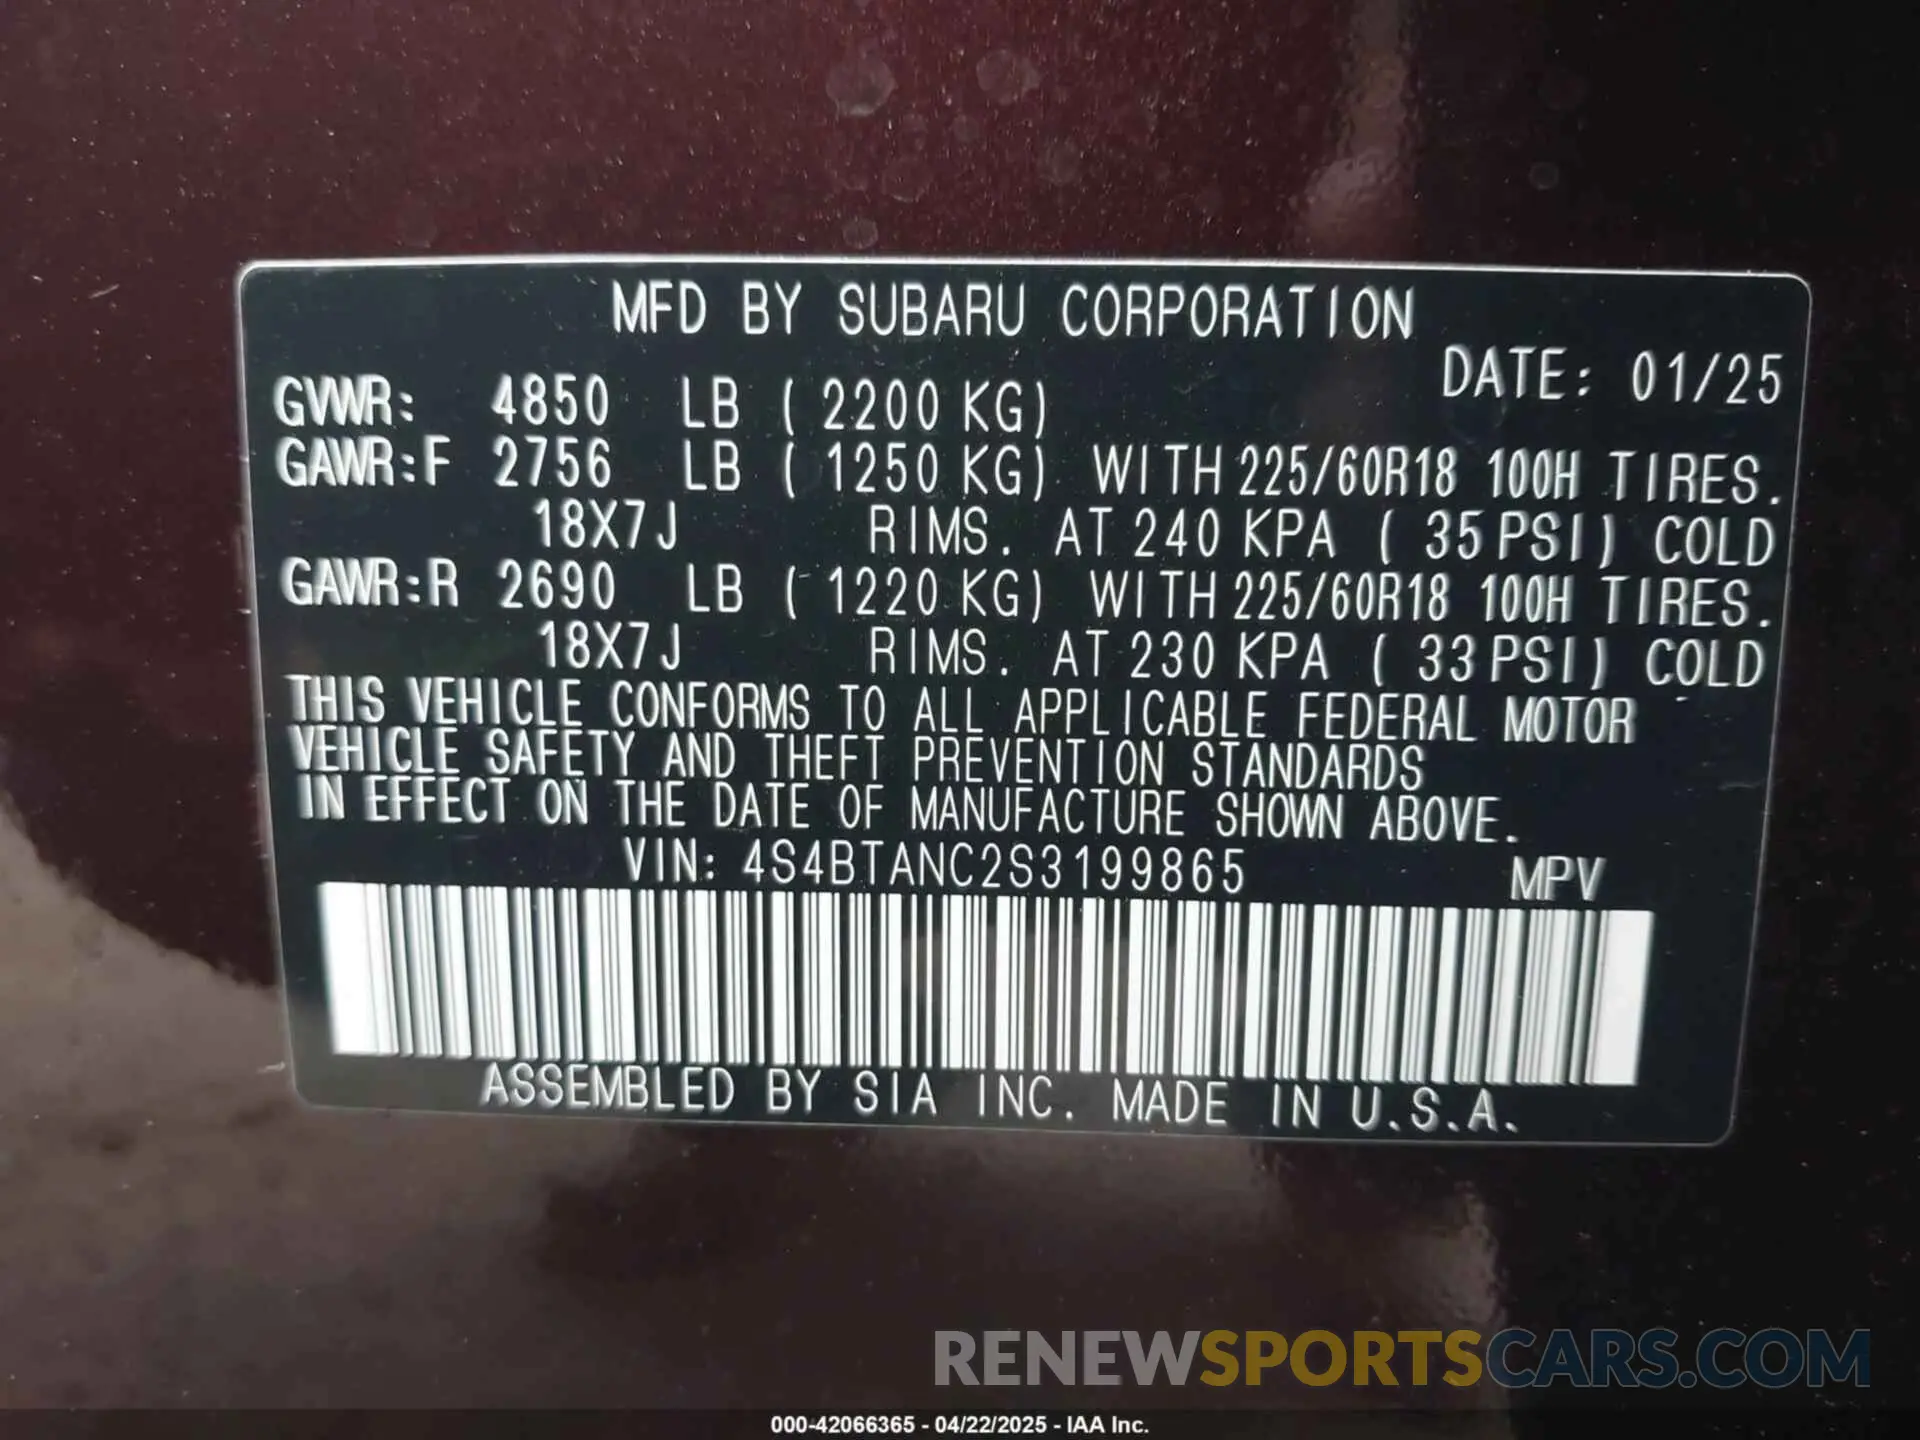 MFD BY SUBARU CORPORATION
DATE: 01/25
GVWR: 4850 LB ( 2200 KG)
GAWR:F 2756 LB ( 1250 KG) WITH 225/60R18 100H TIRES.
18X7J RIMS. AT 240 KPA ( 35 PSI) COLD
GAWR:R 2690 LB ( 1220 KG) WITH 225/60R18 100H TIRES.
18X7J RIMS. AT 230 KPA ( 33 PSI) COLD
THIS VEHICLE CONFORMS TO ALL APPLICABLE FEDERAL MOTOR
VEHICLE SAFETY AND THEFT PREVENTION STANDARDS
IN EFFECT ON THE DATE OF MANUFACTURE SHOWN ABOVE.
VIN: 4S4BTANC2S3199865 MPV
ASSEMBLED BY SIA INC. MADE IN U.S.A.
RENEWSPORTSCARS.COM
000-42066365 - 04/22/2025 - IAA Inc.